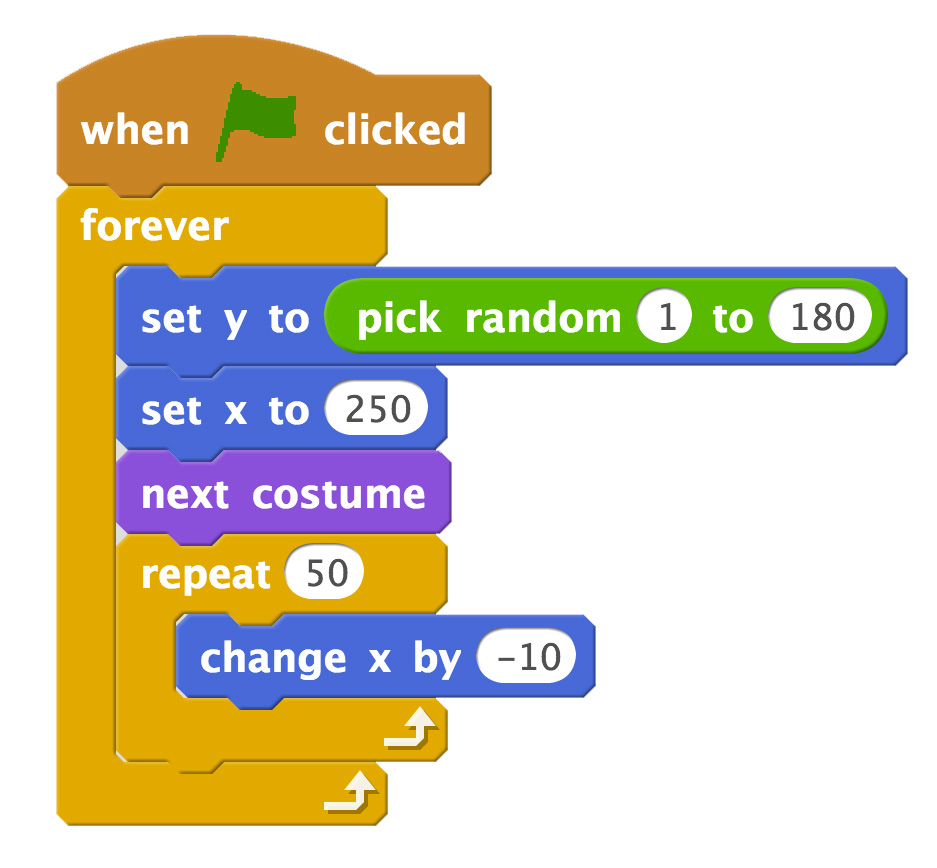 when clicked
forever
set y to pick random 1 to 180
set x to 250
next costume
repeat 50
change x by -10